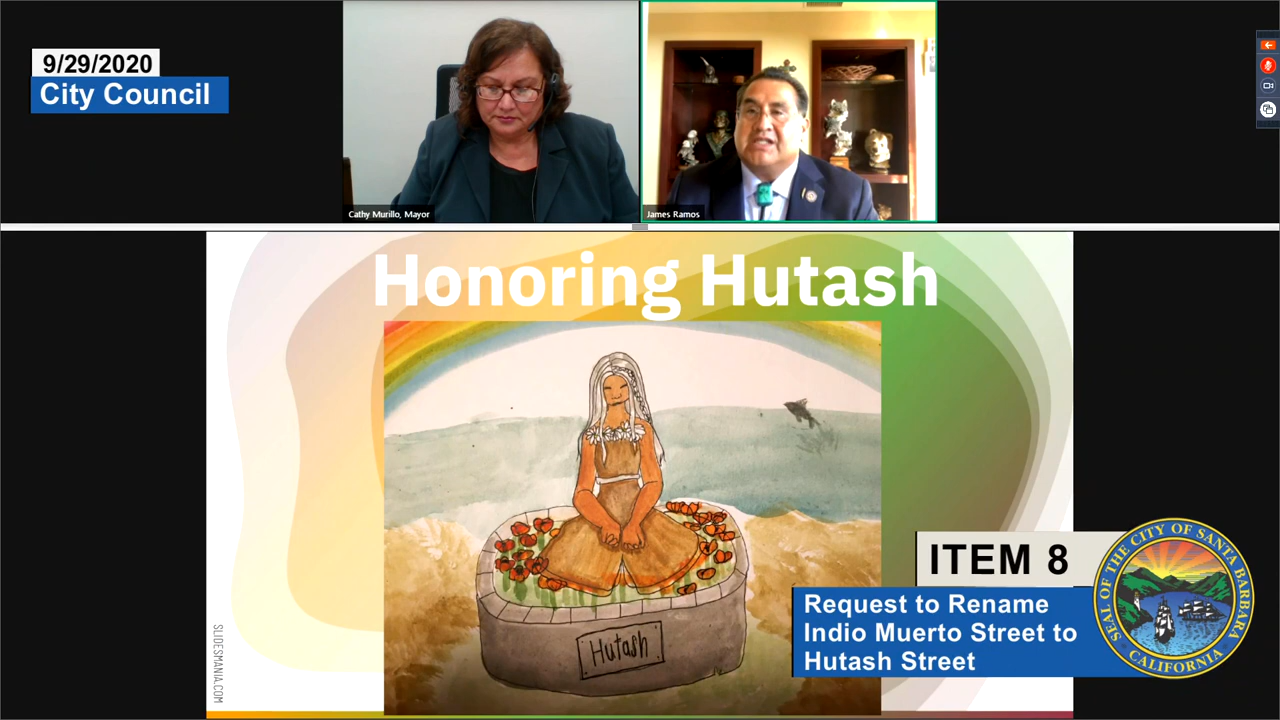 9/29/2020
City Council
Cathy Murillo, Mayor
James Ramos
Honoring Hutash
Hutash
SLIDESMANIA.COM
ITEM 8
Request to Rename
Indio Muerto Street to
Hutash Street
SEAL OF THE CITY OF SANTA BARBARA
CALIFORNIA